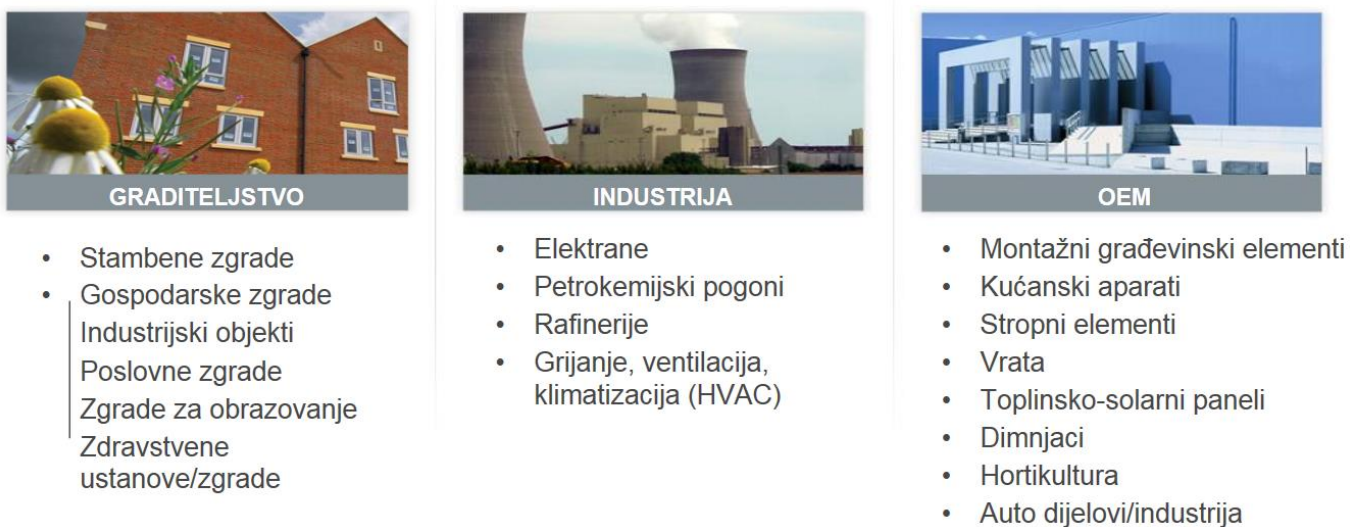 GRADITELJSTVO
• Stambene zgrade
• Gospodarske zgrade
Industrijski objekti
Poslovne zgrade
Zgrade za obrazovanje
Zdravstvene
ustanove/zgrade
INDUSTRIJA
• Elektrane
• Petrokemijski pogoni
• Rafinerije
• Grijanje, ventilacija,
klimatizacija (HVAC)
OEM
• Montažni građevinski elementi
• Kućanski aparati
• Stropni elementi
• Vrata
• Toplinsko-solarni paneli
• Dimnjaci
• Hortikultura
• Auto dijelovi/industrija